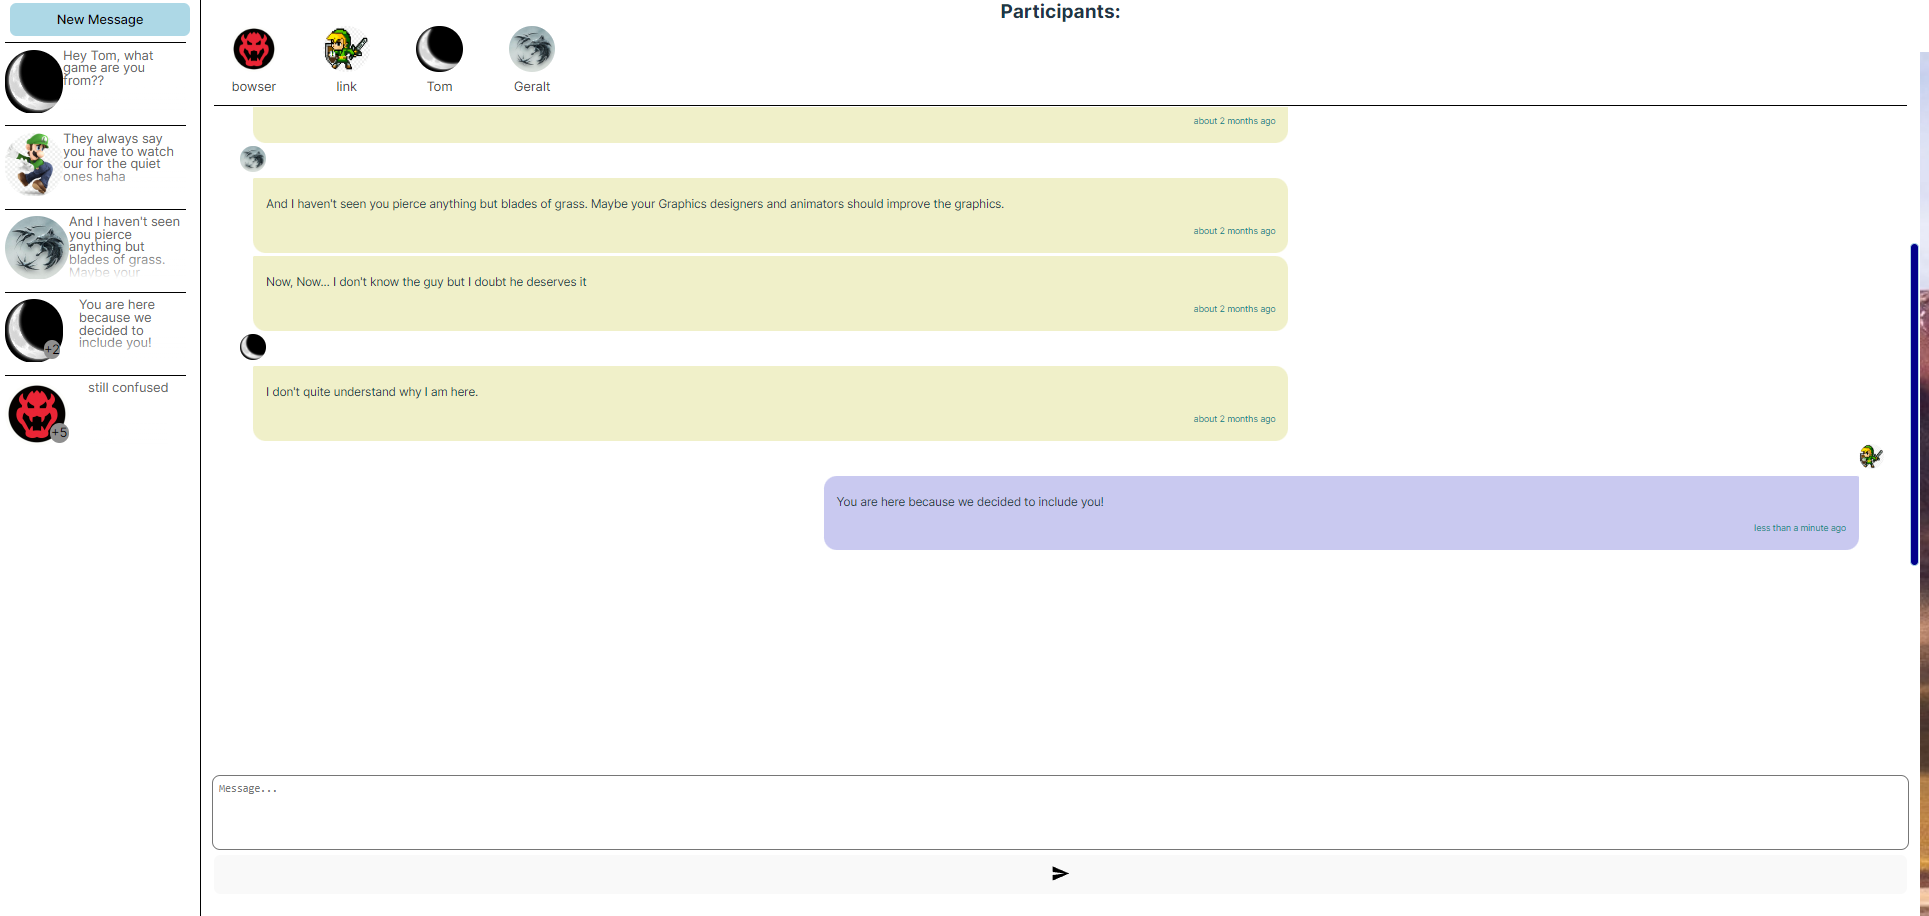 New Message
Hey Tom, what
game are you
from??
They always say
you have to watch
our for the quiet
ones haha
And I haven't seen
you pierce
anything but
blades of grass.
Maybe your
You are here
because we
decided to
include you!
+2
still confused
+5
Participants:
bowser
link
Tom
Geralt
about 2 months ago
And I haven't seen you pierce anything but blades of grass. Maybe your Graphics designers and animators should improve the graphics.
about 2 months ago
Now, Now... I don't know the guy but I doubt he deserves it
about 2 months ago
I don't quite understand why I am here.
about 2 months ago
You are here because we decided to include you!
less than a minute ago
Message...